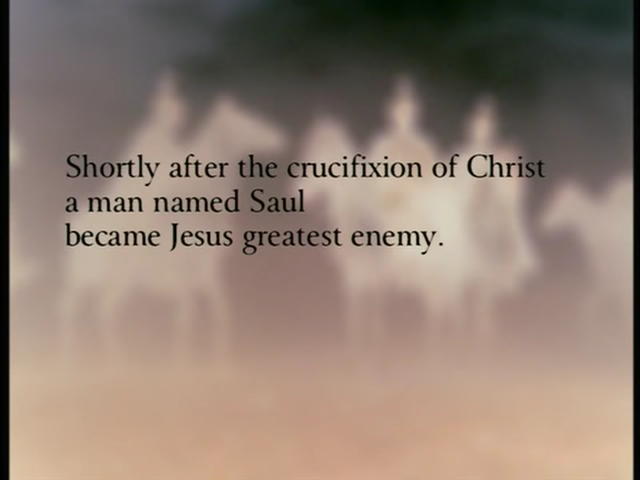 Shortly after the crucifixion of Christ
a man named Saul
became Jesus greatest enemy.